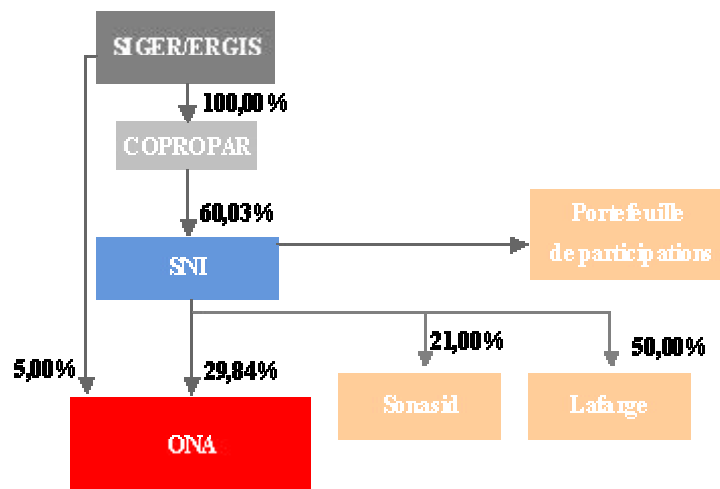 SIGER/ERGIS
100,00 %
COPROPAR
60,03%
Portefeuille
de participations
SNI
5,00%
29,84%
21,00%
50,00%
Sonasid
Lafarge
ONA